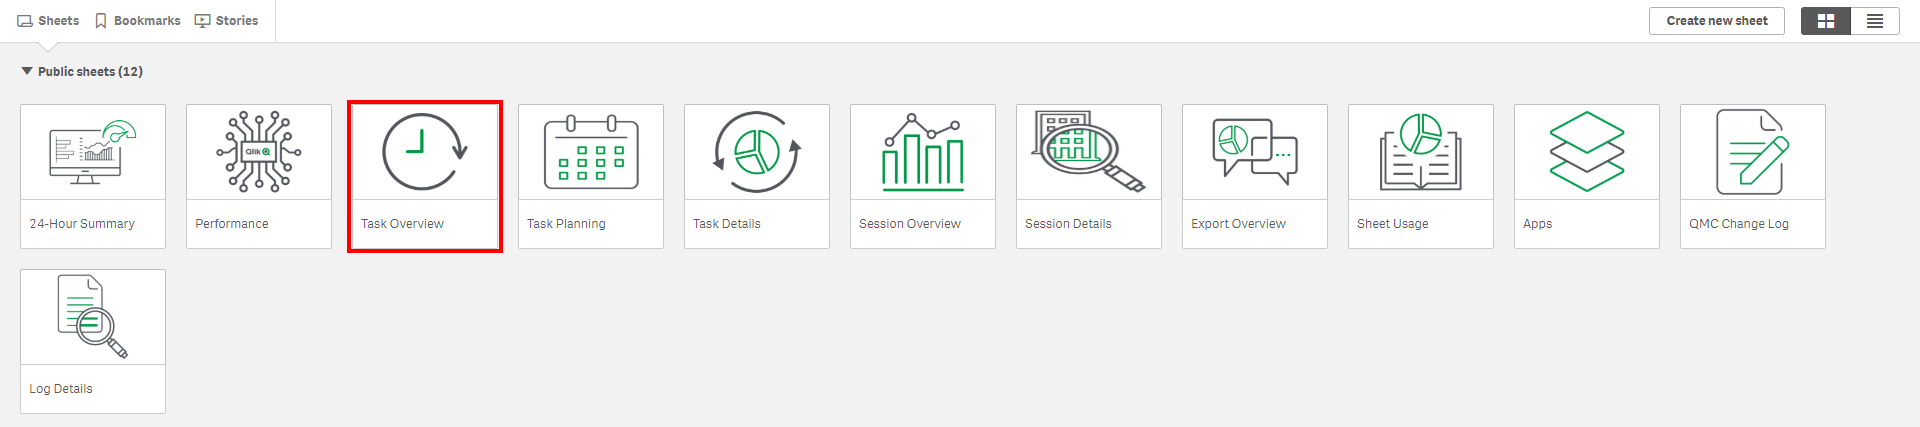 Sheets Bookmarks Stories Create new sheet
Public sheets (12)
Qlik
24-Hour Summary Performance Task Overview Task Planning Task Details Session Overview Session Details Export Overview Sheet Usage Apps QMC Change Log
Log Details